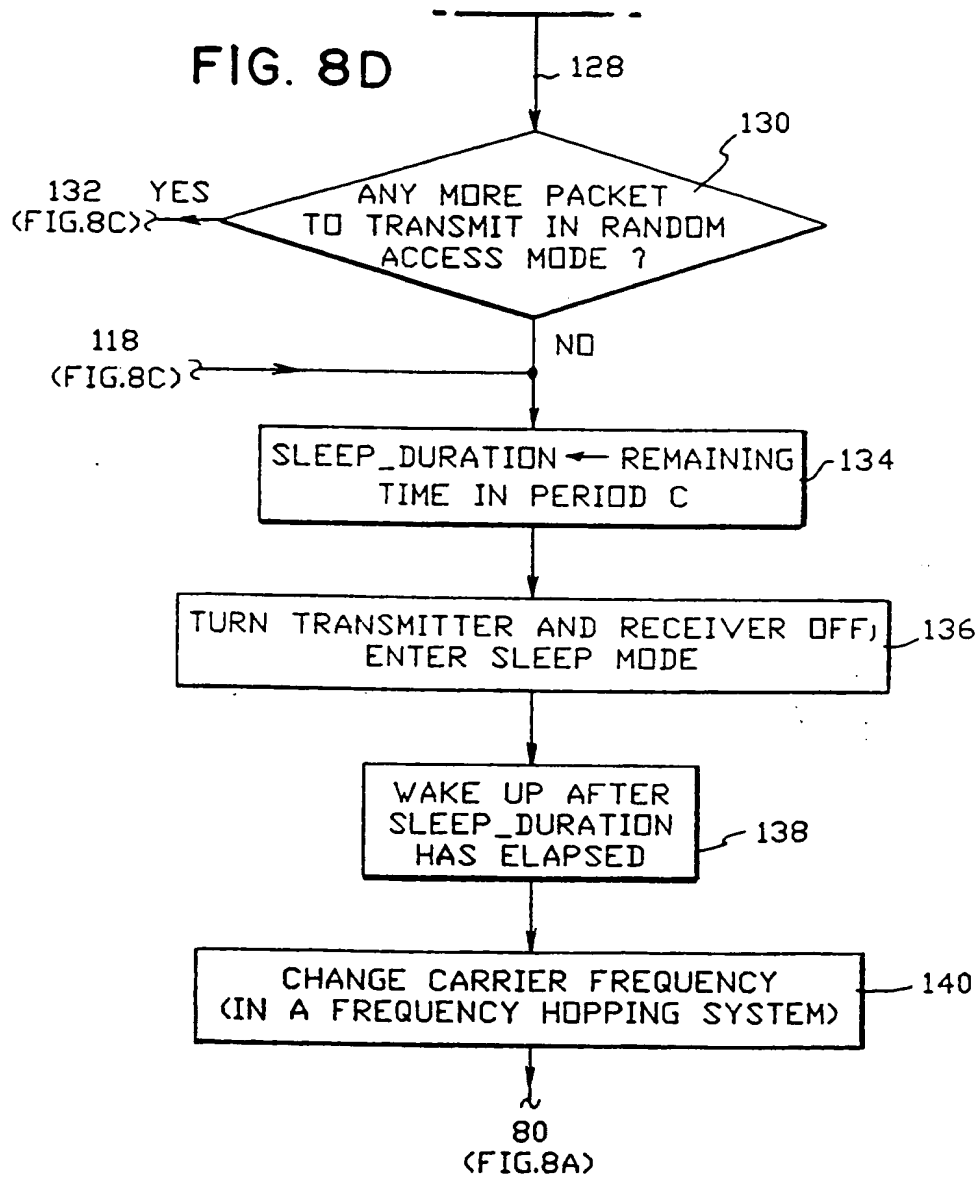 FIG. 8D
128
130
132 YES
(FIG.8C)
ANY MORE PACKET
TO TRANSMIT IN RANDOM
ACCESS MODE ?
NO
118
(FIG.8C)
SLEEP_DURATION ← REMAINING
TIME IN PERIOD C
134
TURN TRANSMITTER AND RECEIVER OFF;
ENTER SLEEP MODE
136
WAKE UP AFTER
SLEEP_DURATION
HAS ELAPSED
138
CHANGE CARRIER FREQUENCY
(IN A FREQUENCY HOPPING SYSTEM)
140
80
(FIG.8A)